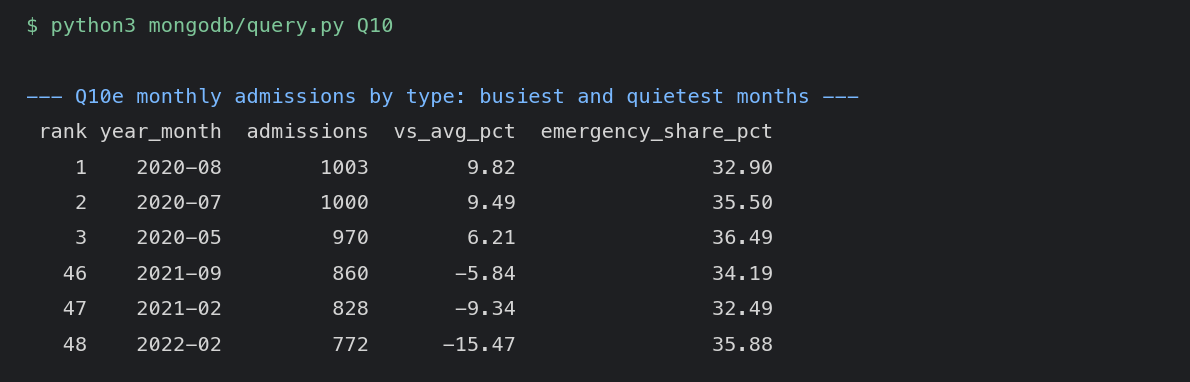 $ python3 mongodb/query.py Q10
––– Q10e monthly admissions by type: busiest and quietest months –––
rank year_month  admissions  vs_avg_pct  emergency_share_pct
1    2020–08        1003        9.82                32.90
2    2020–07        1000        9.49                35.50
3    2020–05         970        6.21                36.49
46    2021–09         860       –5.84                34.19
47    2021–02         828       –9.34                32.49
48    2022–02         772      –15.47                35.88